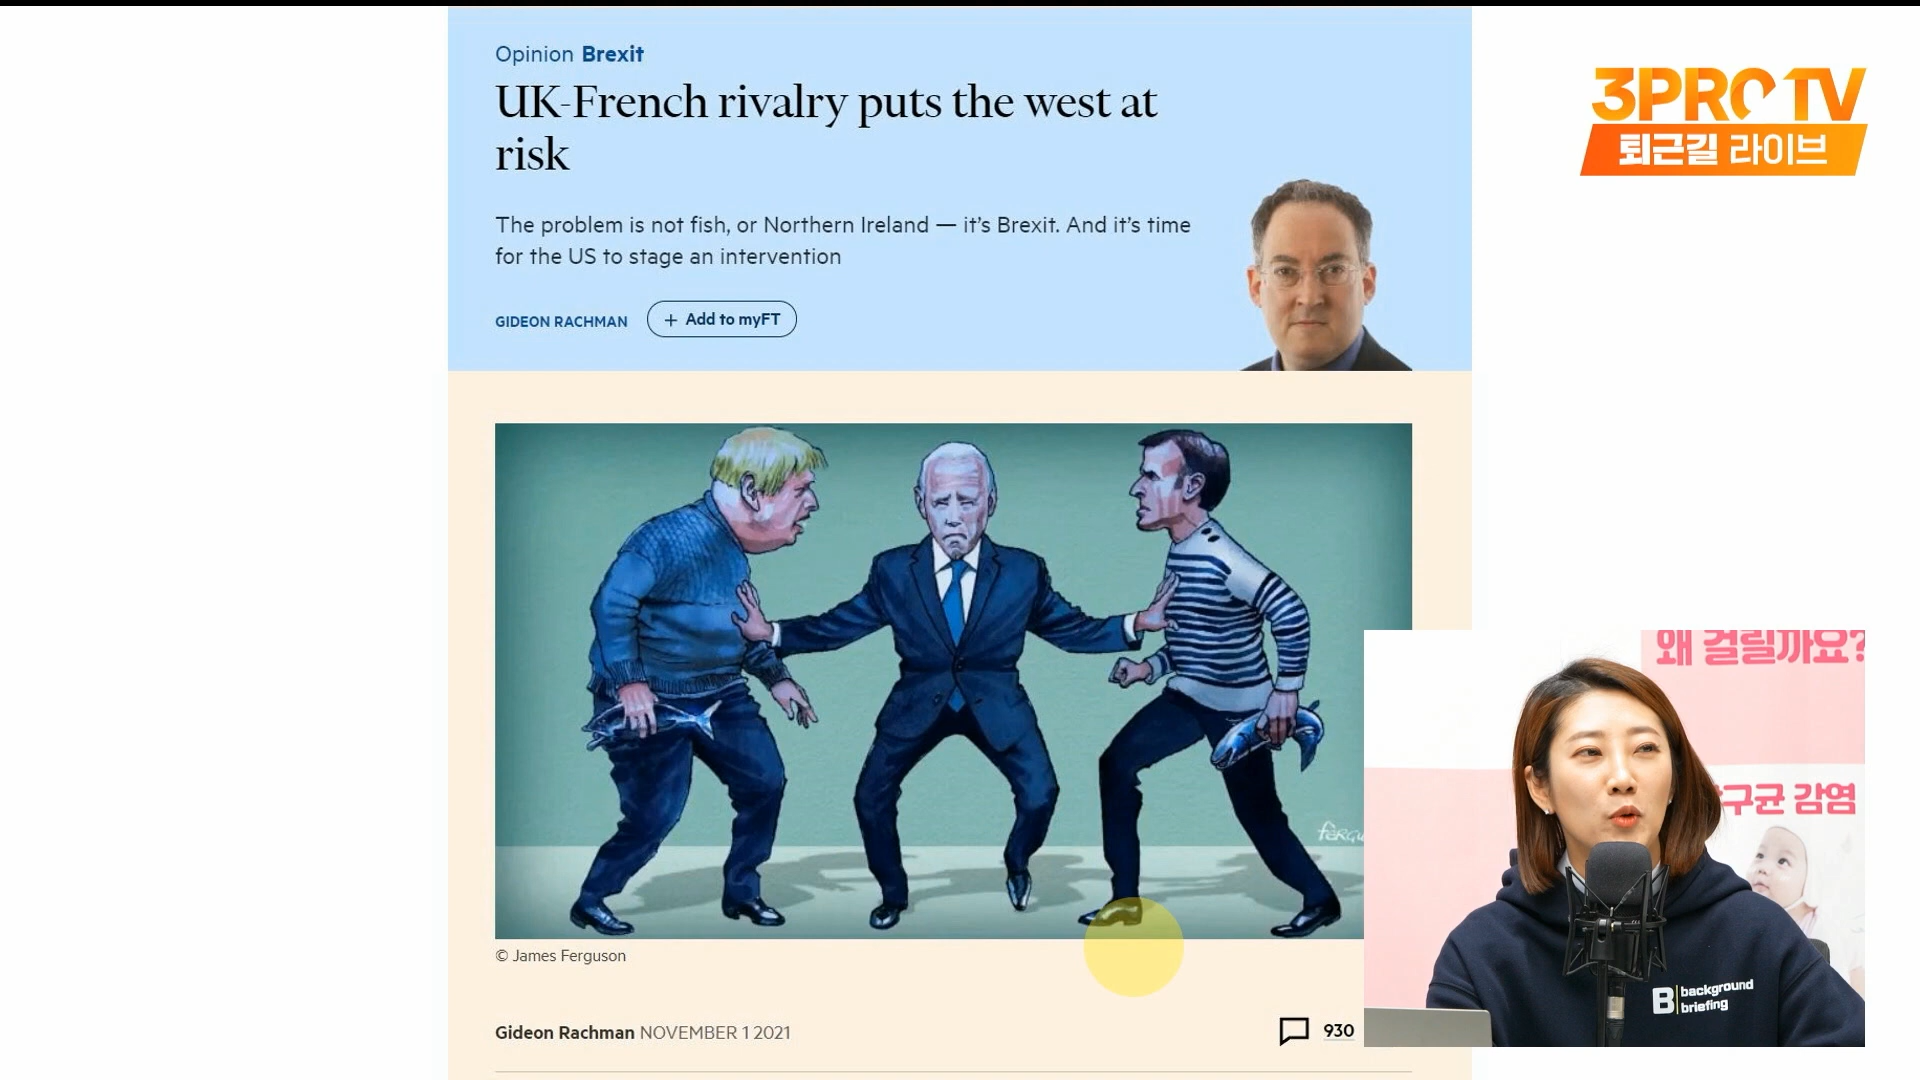 Opinion Brexit
UK-French rivalry puts the west at
risk
The problem is not fish, or Northern Ireland — it’s Brexit. And it’s time
for the US to stage an intervention
GIDEON RACHMAN
+ Add to myFT
3PRO TV
퇴근길 라이브
© James Ferguson
Gideon Rachman NOVEMBER 1 2021
930
왜 걸릴까요?
구균 감염
B background
briefing